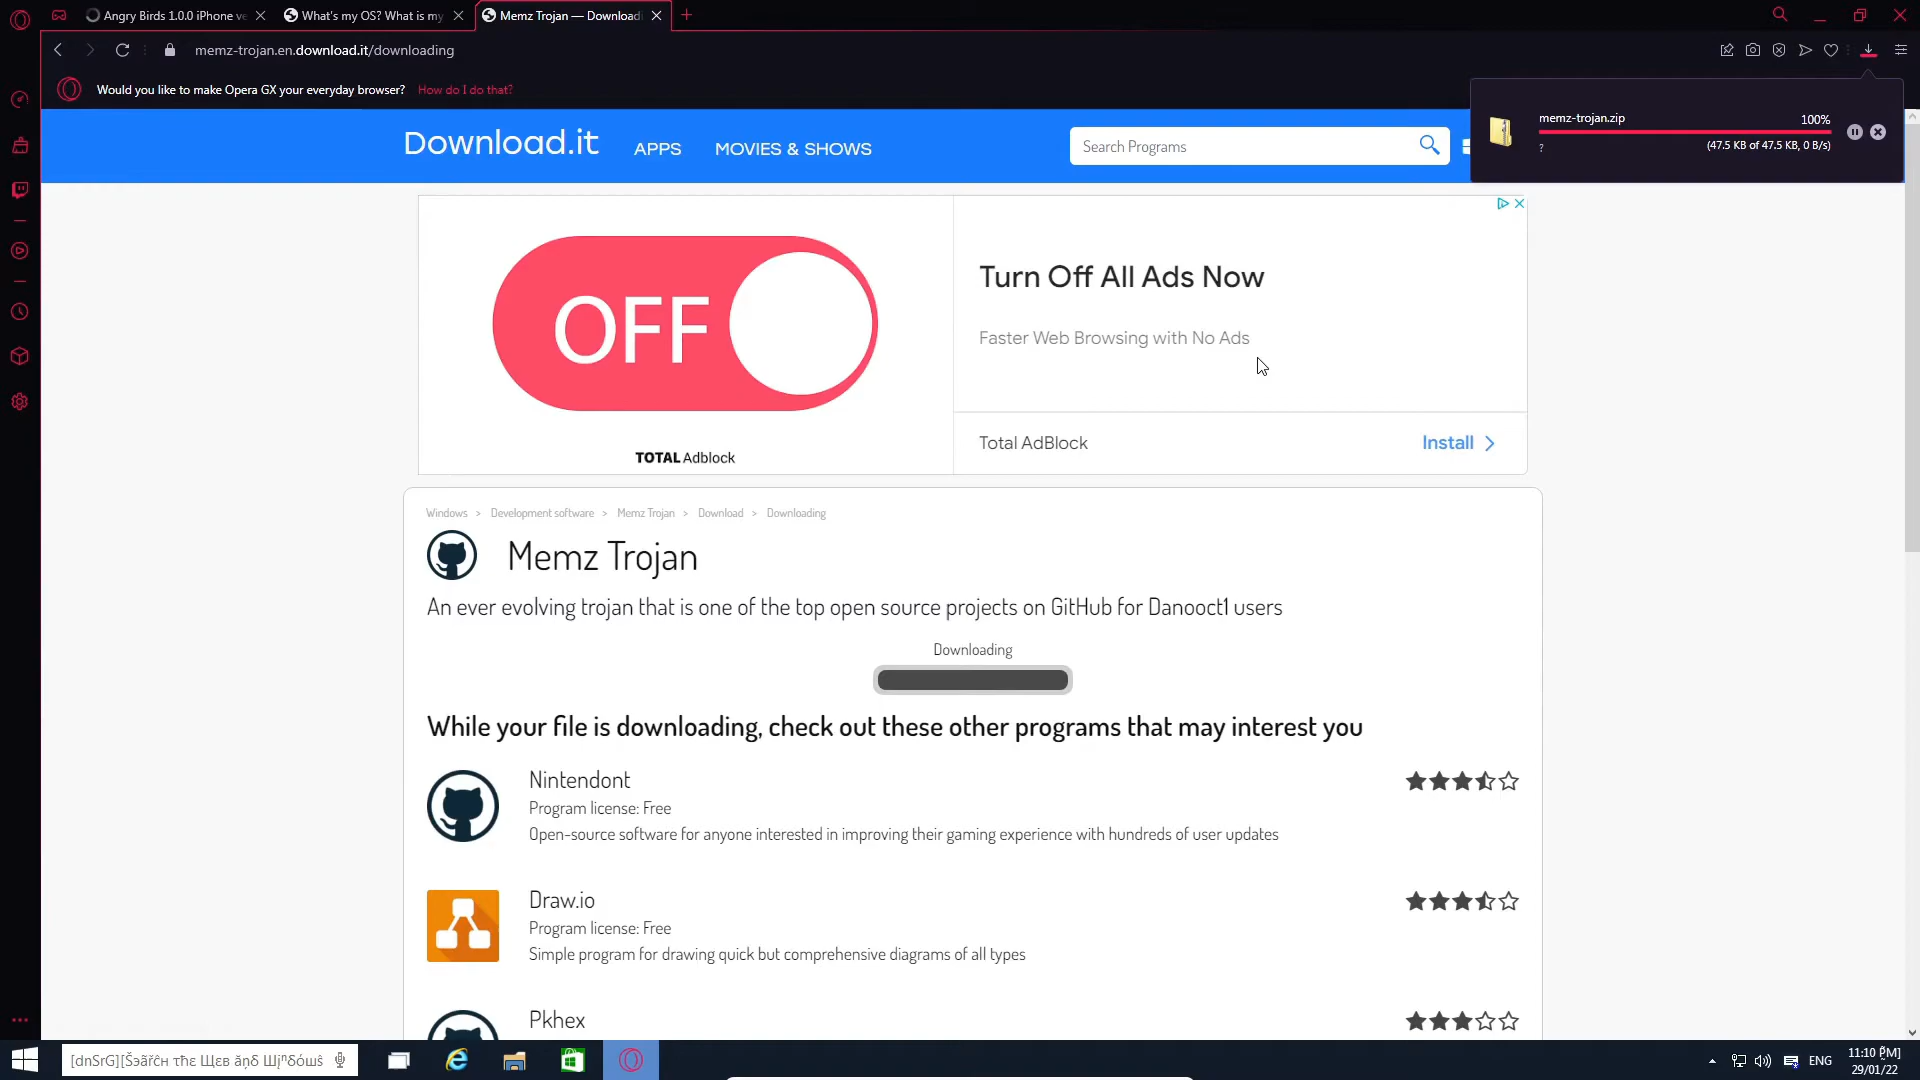 Angry Birds 1.0.0 iPhone ve
What's my OS? What is my
Memz Trojan — Download
memz-trojan.en.download.it/downloading
Would you like to make Opera GX your everyday browser? How do I do that?
memz-trojan.zip 100%
? (47.5 KB of 47.5 KB, 0 B/s)
Download.it APPS MOVIES & SHOWS Search Programs
OFF
TOTAL Adblock
Turn Off All Ads Now
Faster Web Browsing with No Ads
Total AdBlock Install
Windows > Development software > Memz Trojan > Download > Downloading
Memz Trojan
An ever evolving trojan that is one of the top open source projects on GitHub for Danooct1 users
Downloading
While your file is downloading, check out these other programs that may interest you
Nintendont
Program license: Free
Open-source software for anyone interested in improving their gaming experience with hundreds of user updates
Draw.io
Program license: Free
Simple program for drawing quick but comprehensive diagrams of all types
Pkhex
ENG
29/01/22